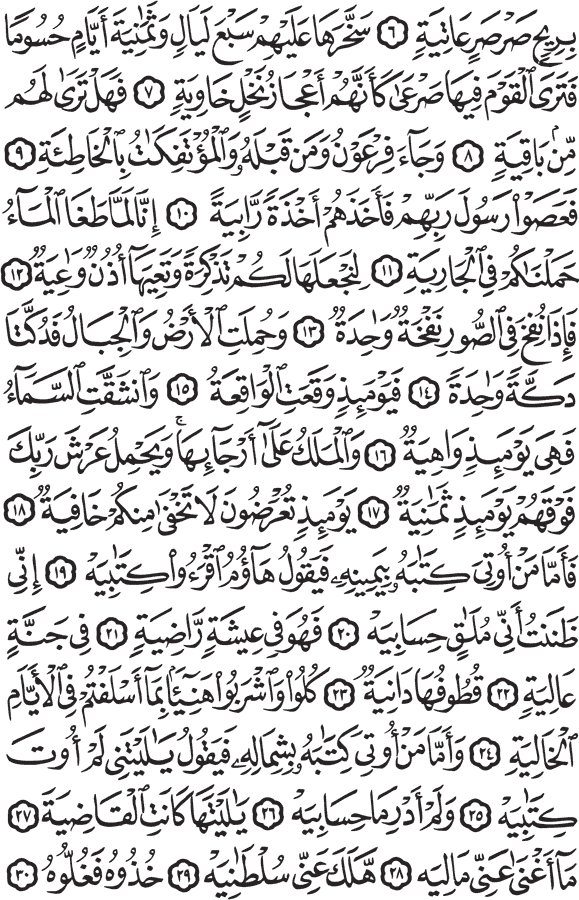 بِرِيحٍ صَرْصَرٍ عَاتِيَةٍ ٦ سَخَّرَهَا عَلَيْهِمْ سَبْعَ لَيَالٍ وَثَمَٰنِيَةَ أَيَّامٍ حُسُومًا
فَتَرَى ٱلْقَوْمَ فِيهَا صَرْعَىٰ كَأَنَّهُمْ أَعْجَازُ نَخْلٍ خَاوِيَةٍ ٧ فَهَلْ تَرَىٰ لَهُم
مِّنۢ بَاقِيَةٍ ٨ وَجَآءَ فِرْعَوْنُ وَمَن قَبْلَهُۥ وَٱلْمُؤْتَفِكَٰتُ بِٱلْخَاطِئَةِ ٩
فَعَصَوْا۟ رَسُولَ رَبِّهِمْ فَأَخَذَهُمْ أَخْذَةً رَّابِيَةً ١٠ إِنَّا لَمَّا طَغَا ٱلْمَآءُ
حَمَلْنَٰكُمْ فِى ٱلْجَارِيَةِ ١١ لِنَجْعَلَهَا لَكُمْ تَذْكِرَةً وَتَعِيَهَآ أُذُنٌ وَٰعِيَةٌ ١٢
فَإِذَا نُفِخَ فِى ٱلصُّورِ نَفْخَةٌ وَٰحِدَةٌ ١٣ وَحُمِلَتِ ٱلْأَرْضُ وَٱلْجِبَالُ فَدُكَّتَا
دَكَّةً وَٰحِدَةً ١٤ فَيَوْمَئِذٍ وَقَعَتِ ٱلْوَاقِعَةُ ١٥ وَٱنشَقَّتِ ٱلسَّمَآءُ
فَهِىَ يَوْمَئِذٍ وَاهِيَةٌ ١٦ وَٱلْمَلَكُ عَلَىٰٓ أَرْجَآئِهَا ۚ وَيَحْمِلُ عَرْشَ رَبِّكَ
فَوْقَهُمْ يَوْمَئِذٍ ثَمَٰنِيَةٌ ١٧ يَوْمَئِذٍ تُعْرَضُونَ لَا تَخْفَىٰ مِنكُمْ خَافِيَةٌ ١٨
فَأَمَّا مَنْ أُوتِىَ كِتَٰبَهُۥ بِيَمِينِهِۦ فَيَقُولُ هَآؤُمُ ٱقْرَءُوا۟ كِتَٰبِيَهْ ١٩ إِنِّى
ظَنَنتُ أَنِّى مُلَٰقٍ حِسَابِيَهْ ٢٠ فَهُوَ فِى عِيشَةٍ رَّاضِيَةٍ ٢١ فِى جَنَّةٍ
عَالِيَةٍ ٢٢ قُطُوفُهَا دَانِيَةٌ ٢٣ كُلُوا۟ وَٱشْرَبُوا۟ هَنِيٓـًٔۢا بِمَآ أَسْلَفْتُمْ فِى ٱلْأَيَّامِ
ٱلْخَالِيَةِ ٢٤ وَأَمَّا مَنْ أُوتِىَ كِتَٰبَهُۥ بِشِمَالِهِۦ فَيَقُولُ يَٰلَيْتَنِى لَمْ أُوتَ
كِتَٰبِيَهْ ٢٥ وَلَمْ أَدْرِ مَا حِسَابِيَهْ ٢٦ يَٰلَيْتَهَا كَانَتِ ٱلْقَاضِيَةَ ٢٧
مَآ أَغْنَىٰ عَنِّى مَالِيَهْ ٢٨ هَلَكَ عَنِّى سُلْطَٰنِيَهْ ٢٩ خُذُوهُ فَغُلُّوهُ ٣٠